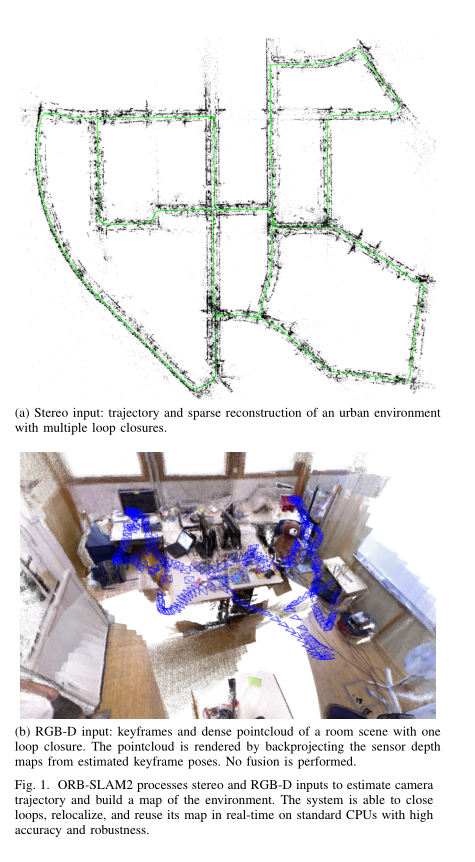 (a) Stereo input: trajectory and sparse reconstruction of an urban environment
with multiple loop closures.
(b) RGB-D input: keyframes and dense pointcloud of a room scene with one
loop closure. The pointcloud is rendered by backprojecting the sensor depth
maps from estimated keyframe poses. No fusion is performed.
Fig. 1. ORB-SLAM2 processes stereo and RGB-D inputs to estimate camera
trajectory and build a map of the environment. The system is able to close
loops, relocalize, and reuse its map in real-time on standard CPUs with high
accuracy and robustness.